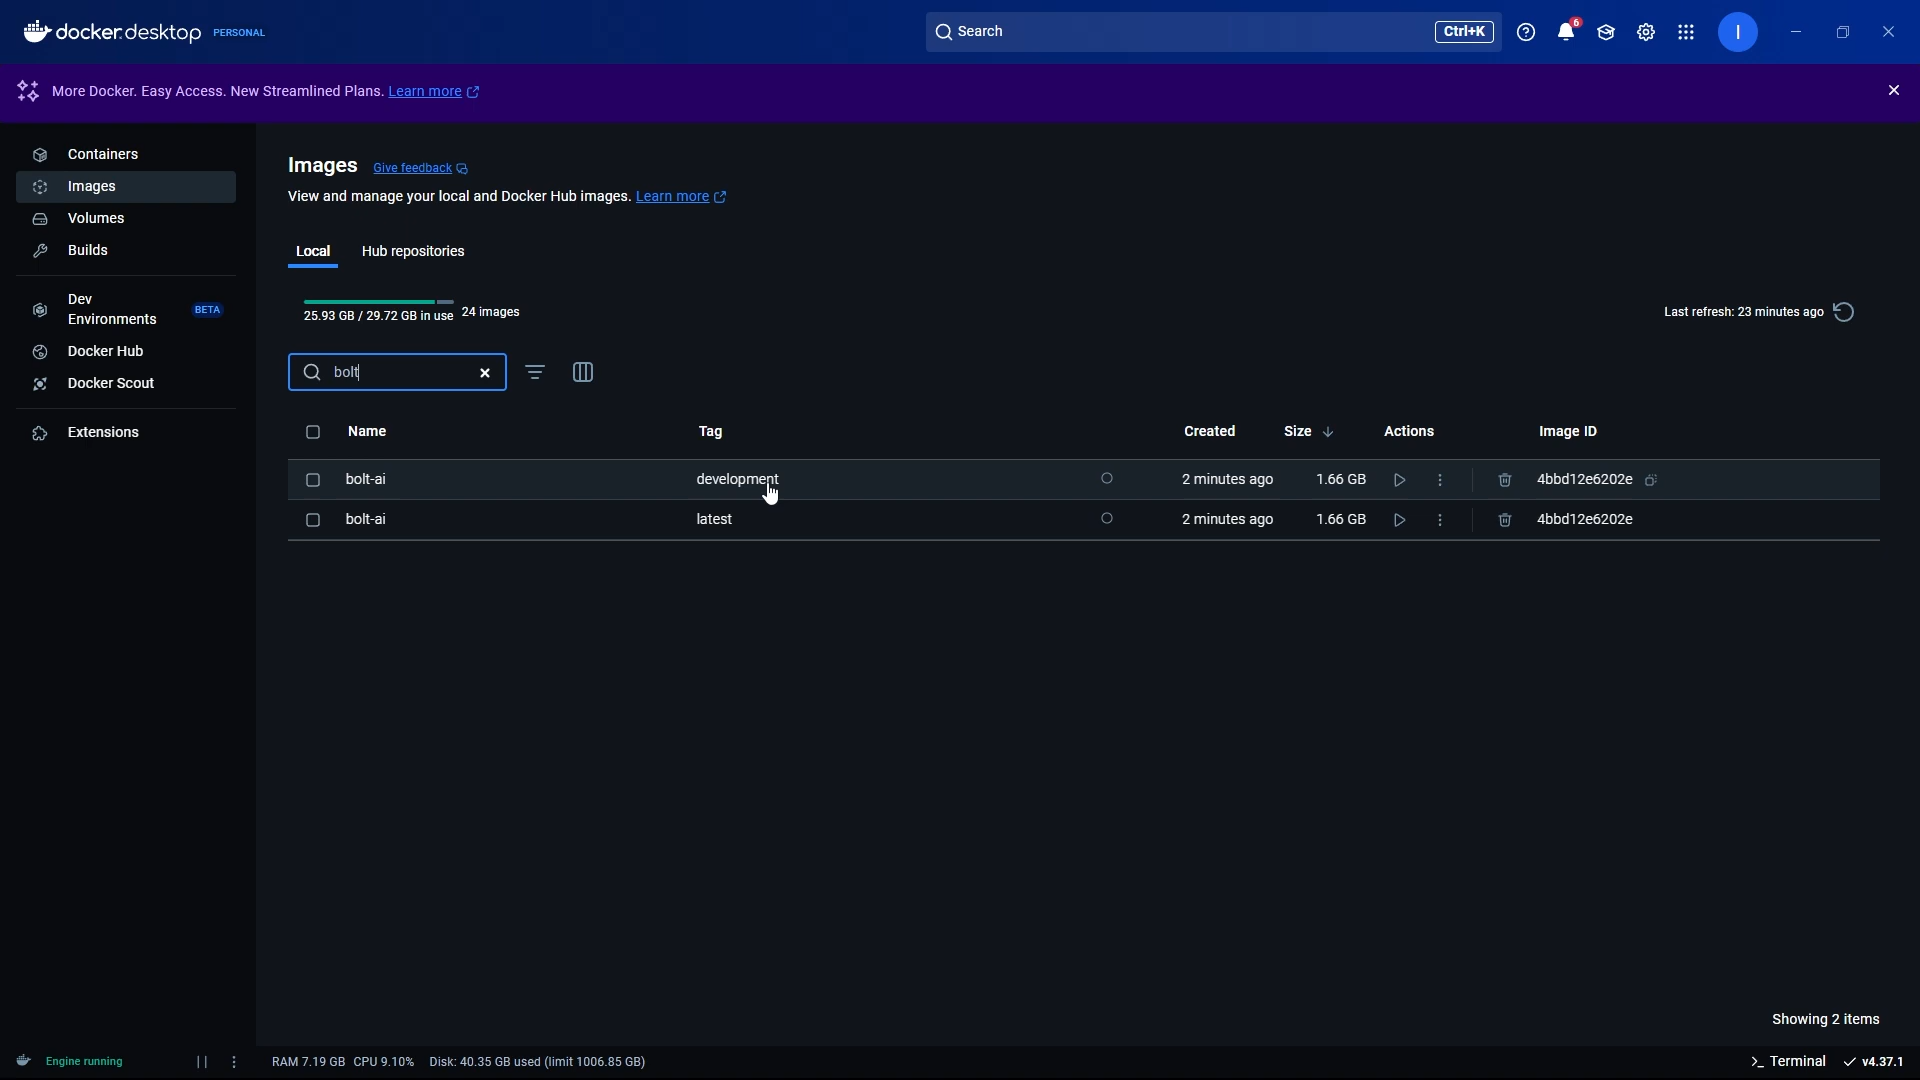 docker desktop PERSONAL
Search Ctrl+K
6
I
More Docker. Easy Access. New Streamlined Plans. Learn more
Containers
Images
Volumes
Builds
Dev
Environments BETA
Docker Hub
Docker Scout
Extensions
Images Give feedback
View and manage your local and Docker Hub images. Learn more
Local Hub repositories
25.93 GB / 29.72 GB in use 24 images
Last refresh: 23 minutes ago
bolt
Name Tag Created Size Actions Image ID
bolt-ai development 2 minutes ago 1.66 GB 4bbd12e6202e
bolt-ai latest 2 minutes ago 1.66 GB 4bbd12e6202e
Showing 2 items
Engine running RAM 7.19 GB CPU 9.10% Disk: 40.35 GB used (limit 1006.85 GB) >_ Terminal v4.37.1